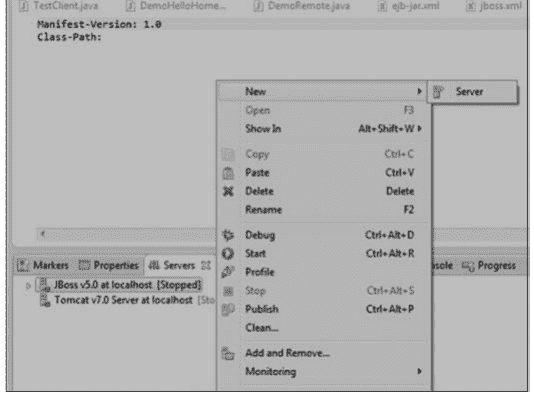 TestClient.java DemoHelloHome... DemoRemote.java ejb-jar.xml jboss.xml
Manifest-Version: 1.0
Class-Path:
New Server
Open F3
Show In Alt+Shift+W
Copy Ctrl+C
Paste Ctrl+V
Delete Delete
Rename F2
Debug Ctrl+Alt+D
Start Ctrl+Alt+R
Profile
Stop Ctrl+Alt+S
Publish Ctrl+Alt+P
Clean...
Add and Remove...
Monitoring
Markers Properties Servers Progress
JBoss v5.0 at localhost [Stopped]
Tomcat v7.0 Server at localhost [Sto